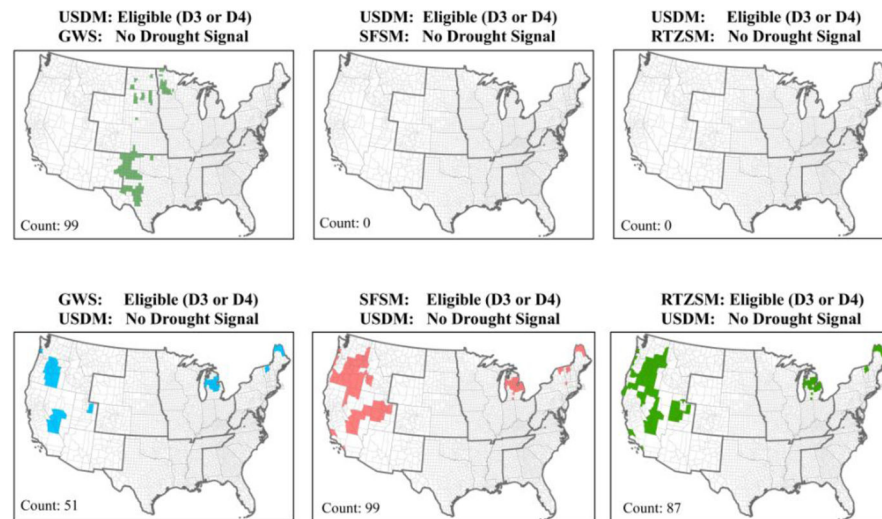 USDM: Eligible (D3 or D4)
GWS: No Drought Signal
Count: 99
USDM: Eligible (D3 or D4)
SFSM: No Drought Signal
Count: 0
USDM: Eligible (D3 or D4)
RTZSM: No Drought Signal
Count: 0
GWS: Eligible (D3 or D4)
USDM: No Drought Signal
Count: 51
SFSM: Eligible (D3 or D4)
USDM: No Drought Signal
Count: 99
RTZSM: Eligible (D3 or D4)
USDM: No Drought Signal
Count: 87